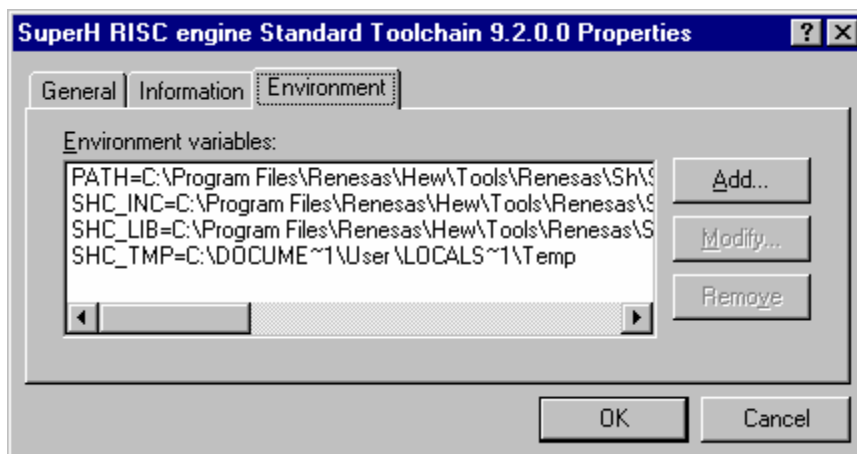 SuperH RISC engine Standard Toolchain 9.2.0.0 Properties
General Information Environment
Environment variables:
PATH=C:\Program Files\Renesas\Hew\Tools\Renesas\Sh\S
SHC_INC=C:\Program Files\Renesas\Hew\Tools\Renesas\S
SHC_LIB=C:\Program Files\Renesas\Hew\Tools\Renesas\S
SHC_TMP=C:\DOCUME~1\User\LOCALS~1\Temp
Add...
Modify...
Remove
OK Cancel